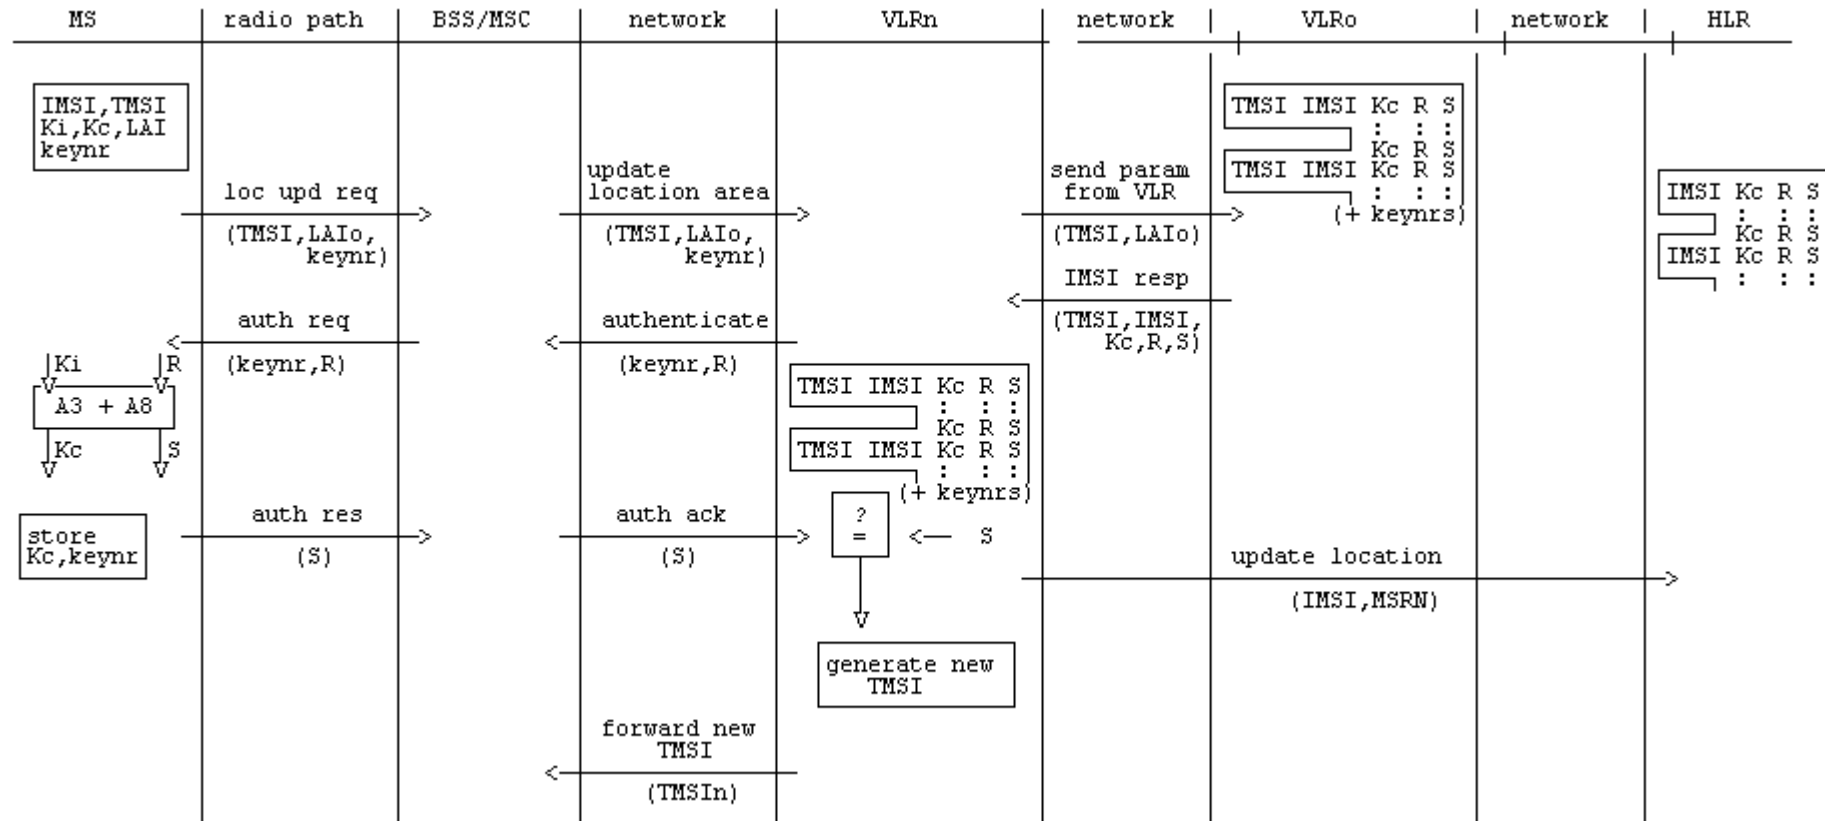 MS radio path BSS/MSC network VLRn network VLRo network HLR
IMSI,TMSI
Ki,Kc,LAI
keynr
TMSI IMSI Kc R S
: : :
Kc R S
TMSI IMSI Kc R S
: : :
(+ keynrs)
IMSI Kc R S
: : :
Kc R S
IMSI Kc R S
: : :
loc upd req
(TMSI,LAIo,
keynr)
update
location area
(TMSI,LAIo,
keynr)
send param
from VLR
(TMSI,LAIo)
IMSI resp
(TMSI,IMSI,
Kc,R,S)
auth req
(keynr,R)
authenticate
(keynr,R)
Ki R
A3 + A8
Kc S
TMSI IMSI Kc R S
: : :
Kc R S
TMSI IMSI Kc R S
: : :
(+ keynrs)
store
Kc,keynr
auth res
(S)
auth ack
(S)
?
=
S
update location
(IMSI,MSRN)
generate new
TMSI
forward new
TMSI
(TMSIn)